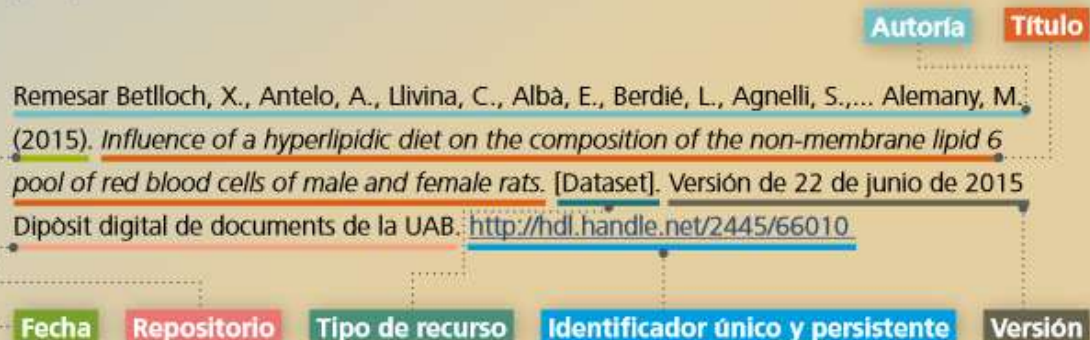 Autoría Título
Remesar Betlloch, X., Antelo, A., Llivina, C., Albà, E., Berdié, L., Agnelli, S.,... Alemany, M.
(2015). Influence of a hyperlipidic diet on the composition of the non-membrane lipid 6
pool of red blood cells of male and female rats. [Dataset]. Versión de 22 de junio de 2015
Dipòsit digital de documents de la UAB. http://hdl.handle.net/2445/66010
Fecha Repositorio Tipo de recurso Identificador único y persistente Versión